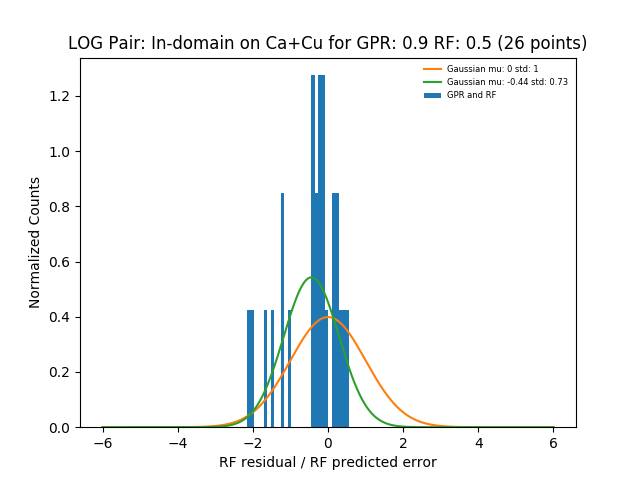 LOG Pair: In-domain on Ca+Cu for GPR: 0.9 RF: 0.5 (26 points)
Gaussian mu: 0 std: 1
Gaussian mu: -0.44 std: 0.73
GPR and RF
1.2
1.0
0.8
0.6
0.4
0.2
0.0
Normalized Counts
−6 −4 −2 0 2 4 6
RF residual / RF predicted error